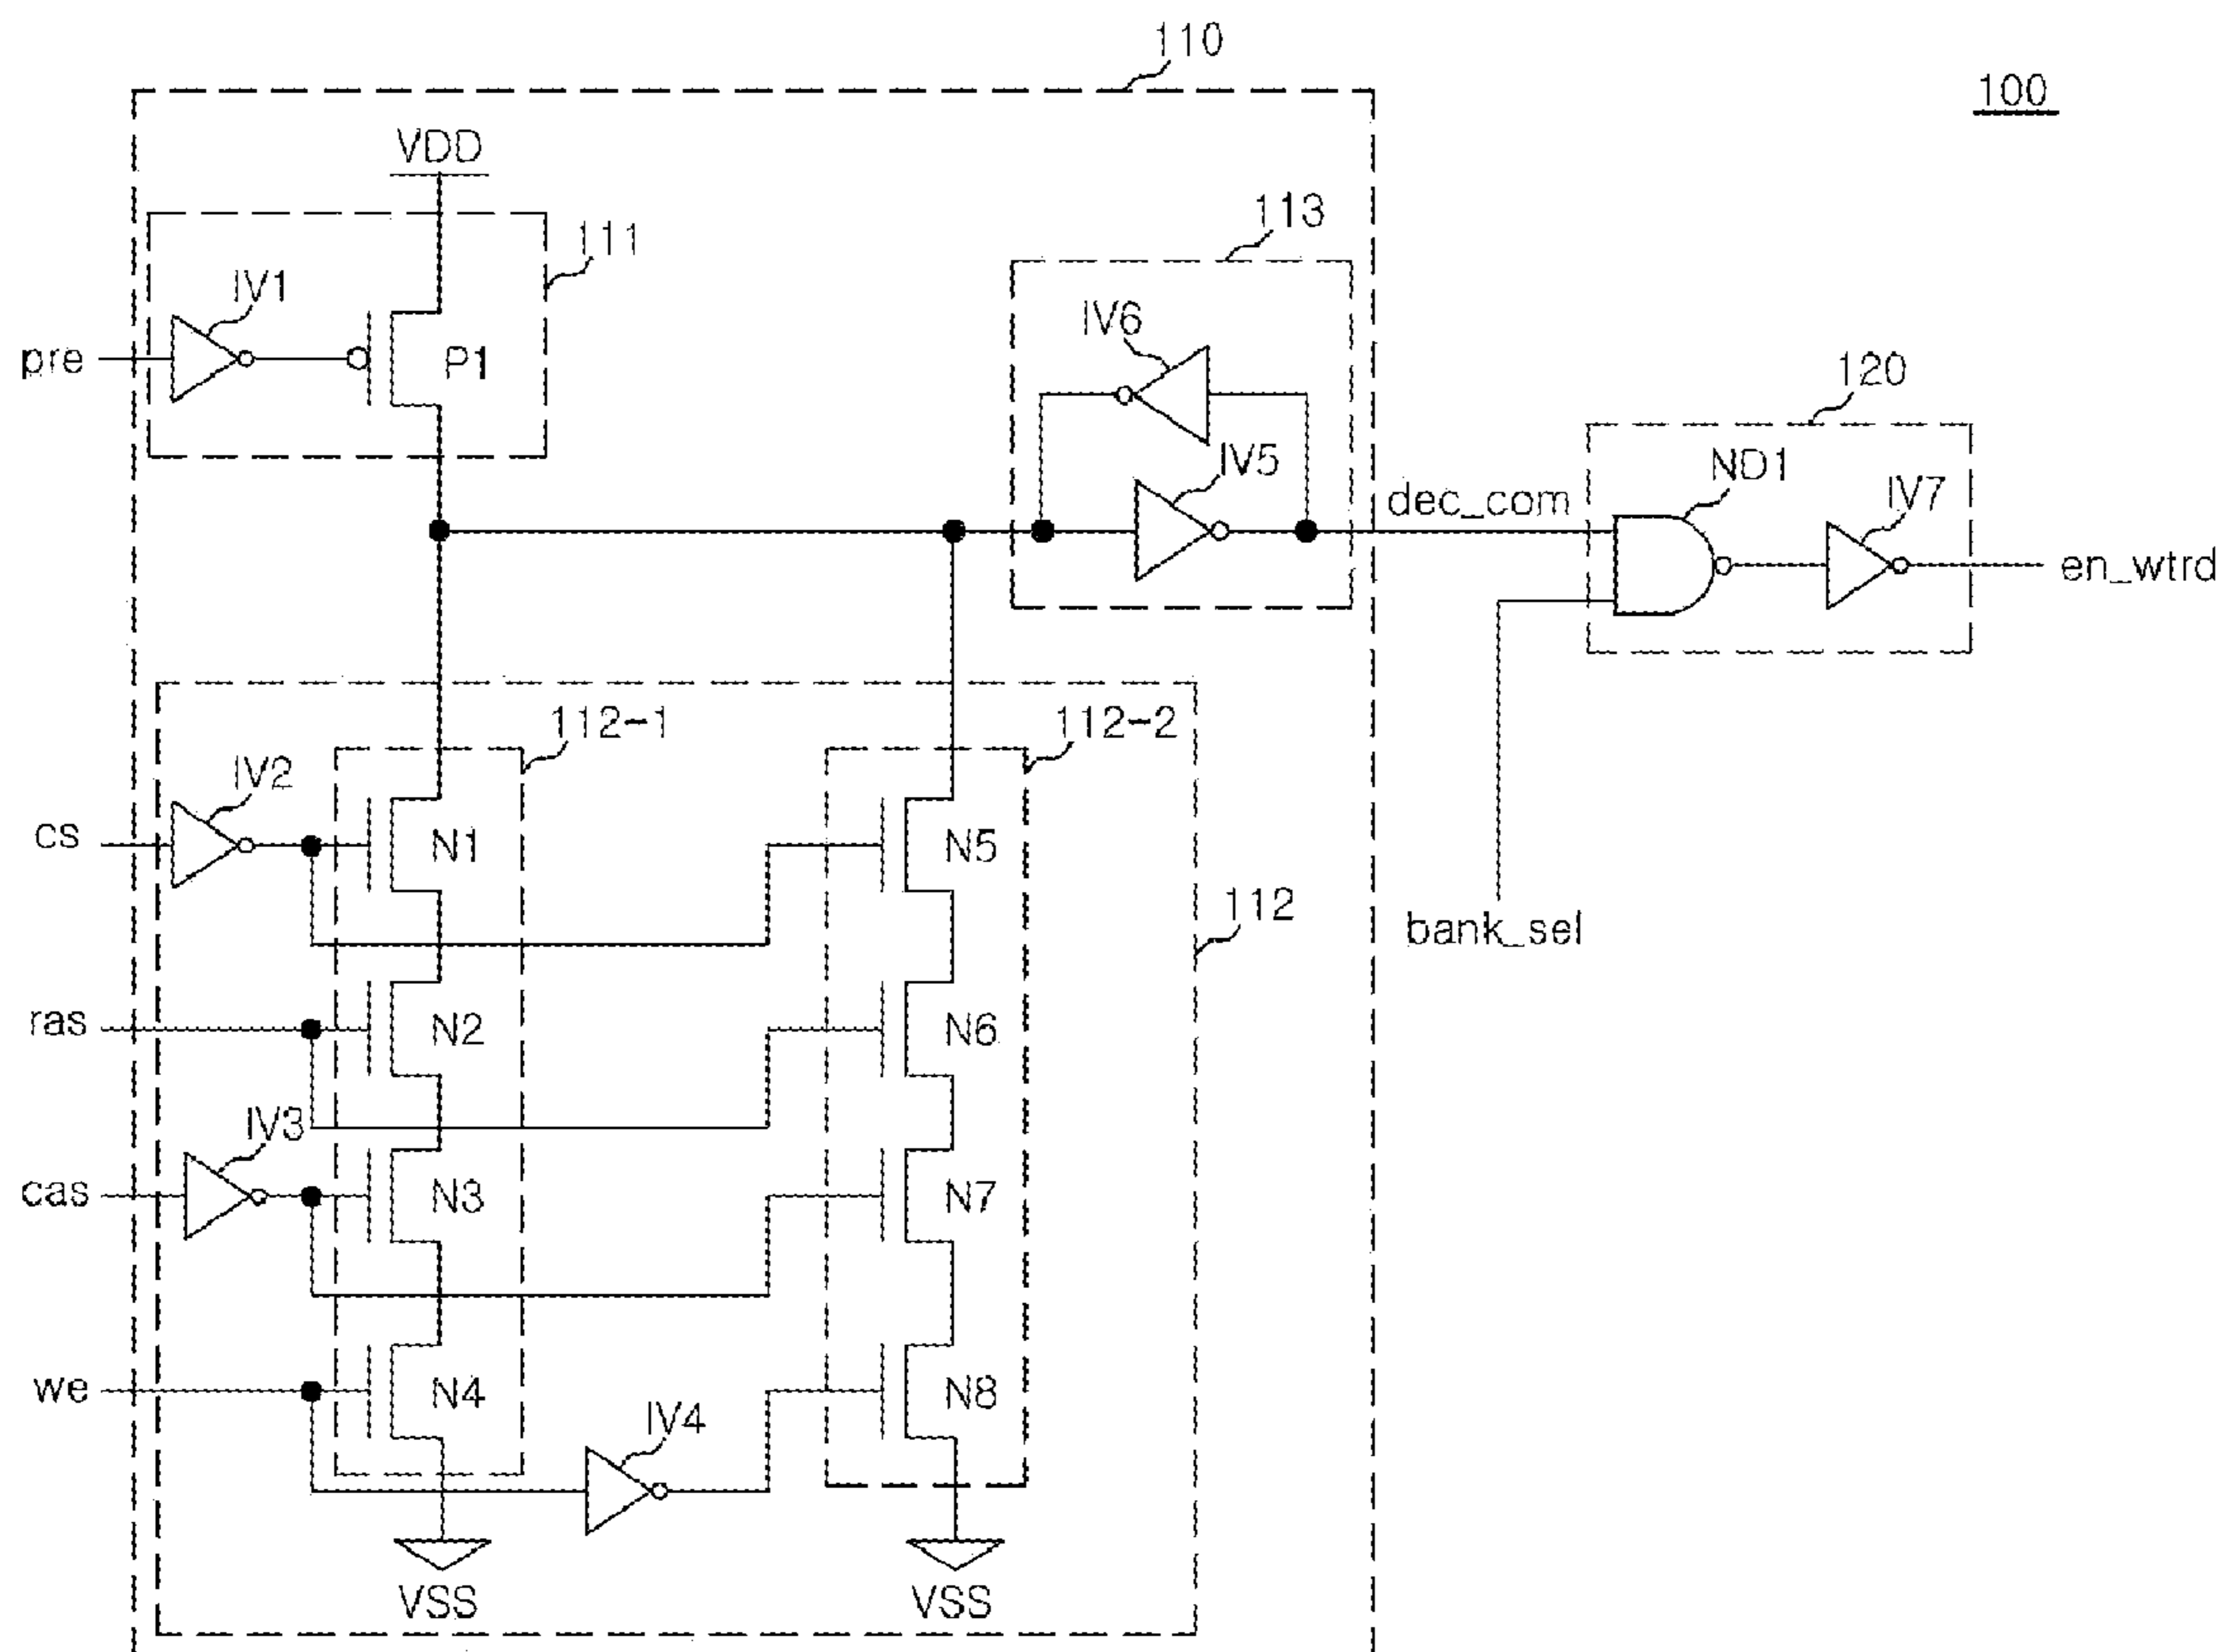 110
100
VDD
111
113
IV1
IV6
pre
P1
120
IV5
ND1
dec_com
IV7
en_wtrd
112-1
112-2
IV2
cs
N1
N5
112
bank_sel
ras
N2
N6
IV3
cas
N3
N7
we
N4
N8
IV4
VSS
VSS